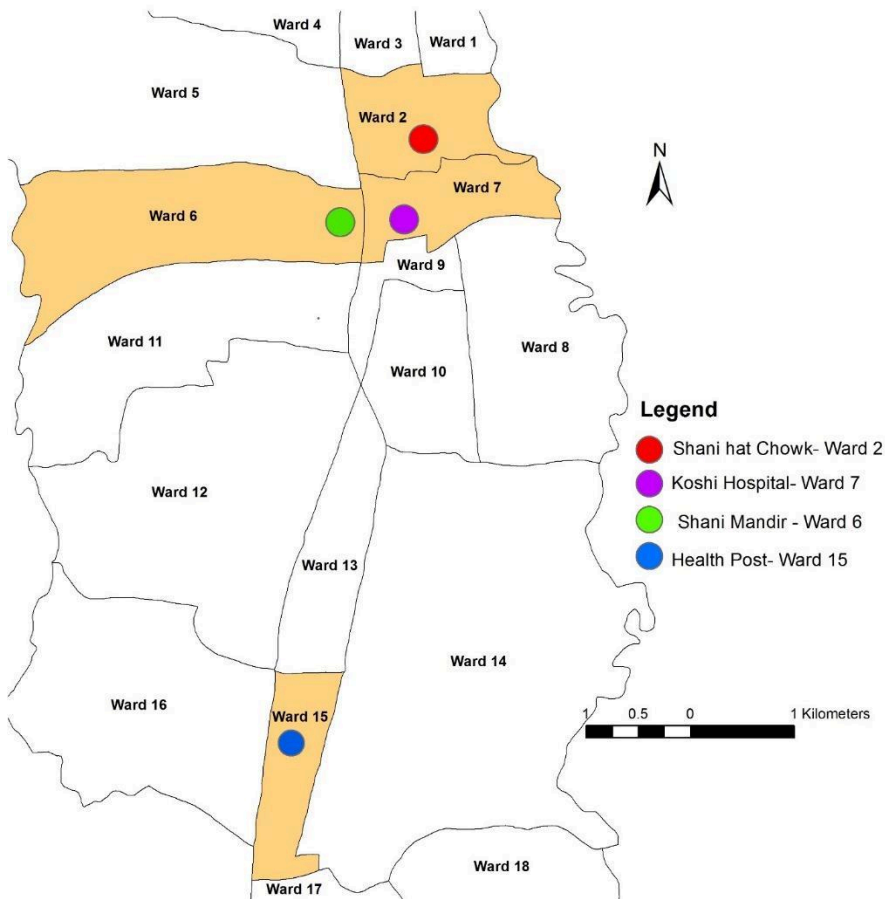 Ward 4
Ward 3
Ward 1
Ward 5
Ward 2
N
Ward 7
Ward 6
Ward 9
Ward 11
Ward 8
Ward 10
Legend
Shani hat Chowk- Ward 2
Koshi Hospital- Ward 7
Ward 12
Shani Mandir - Ward 6
Health Post- Ward 15
Ward 13
Ward 14
Ward 16
Ward 15
1 0.5 0 1 Kilometers
Ward 18
Ward 17